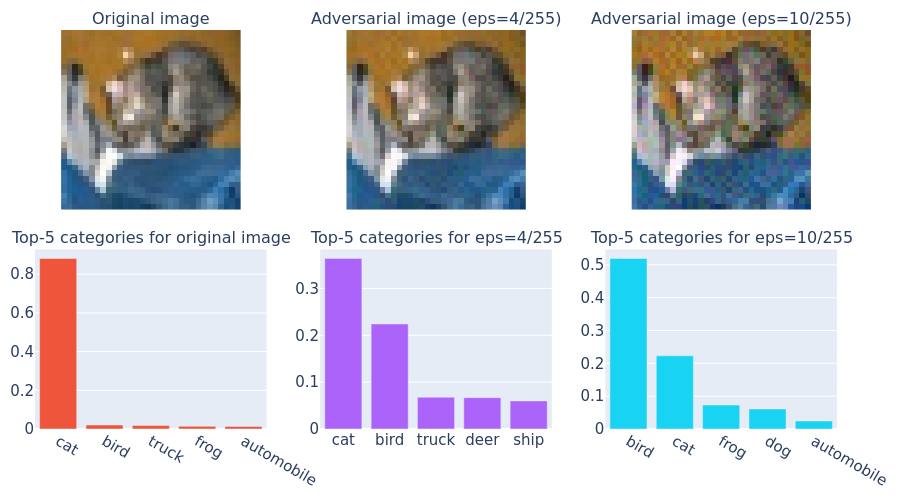 Original image
Adversarial image (eps=4/255)
Adversarial image (eps=10/255)
Top-5 categories for original image
Top-5 categories for eps=4/255
Top-5 categories for eps=10/255
0.8
0.6
0.4
0.2
0
cat
bird
truck
frog
automobile
0.3
0.2
0.1
0
cat
bird
truck
deer
ship
0.5
0.4
0.3
0.2
0.1
0
bird
cat
frog
dog
automobile